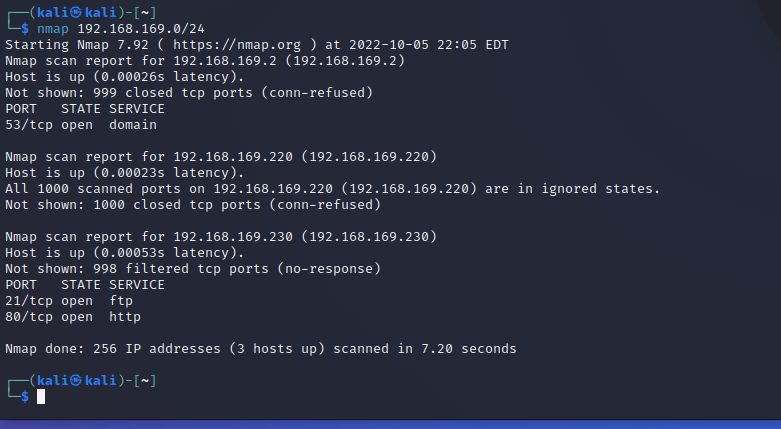 ┌──(kali㉿kali)-[~]
└─$ nmap 192.168.169.0/24
Starting Nmap 7.92 ( https://nmap.org ) at 2022-10-05 22:05 EDT
Nmap scan report for 192.168.169.2 (192.168.169.2)
Host is up (0.00026s latency).
Not shown: 999 closed tcp ports (conn-refused)
PORT   STATE SERVICE
53/tcp open  domain

Nmap scan report for 192.168.169.220 (192.168.169.220)
Host is up (0.00023s latency).
All 1000 scanned ports on 192.168.169.220 (192.168.169.220) are in ignored states.
Not shown: 1000 closed tcp ports (conn-refused)

Nmap scan report for 192.168.169.230 (192.168.169.230)
Host is up (0.00053s latency).
Not shown: 998 filtered tcp ports (no-response)
PORT   STATE SERVICE
21/tcp open  ftp
80/tcp open  http

Nmap done: 256 IP addresses (3 hosts up) scanned in 7.20 seconds

┌──(kali㉿kali)-[~]
└─$